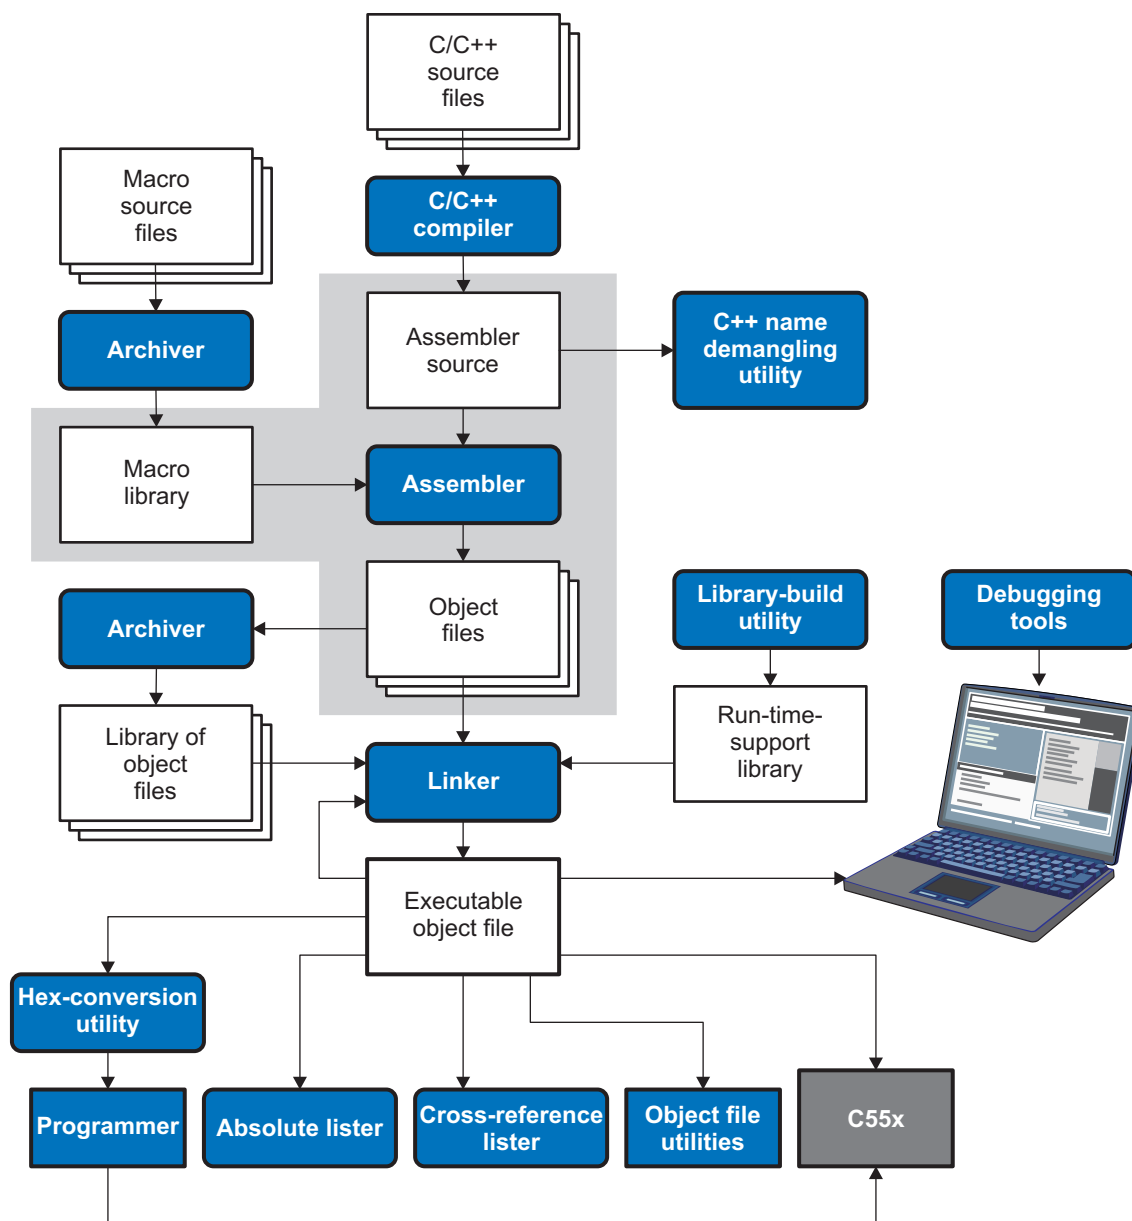 C/C++
source
files
Macro
source
files
C/C++
compiler
Archiver
Assembler
source
C++ name
demangling
utility
Macro
library
Assembler
Archiver
Object
files
Library-build
utility
Debugging
tools
Library of
object
files
Linker
Run-time-
support
library
Executable
object file
Hex-conversion
utility
Programmer
Absolute lister
Cross-reference
lister
Object file
utilities
C55x